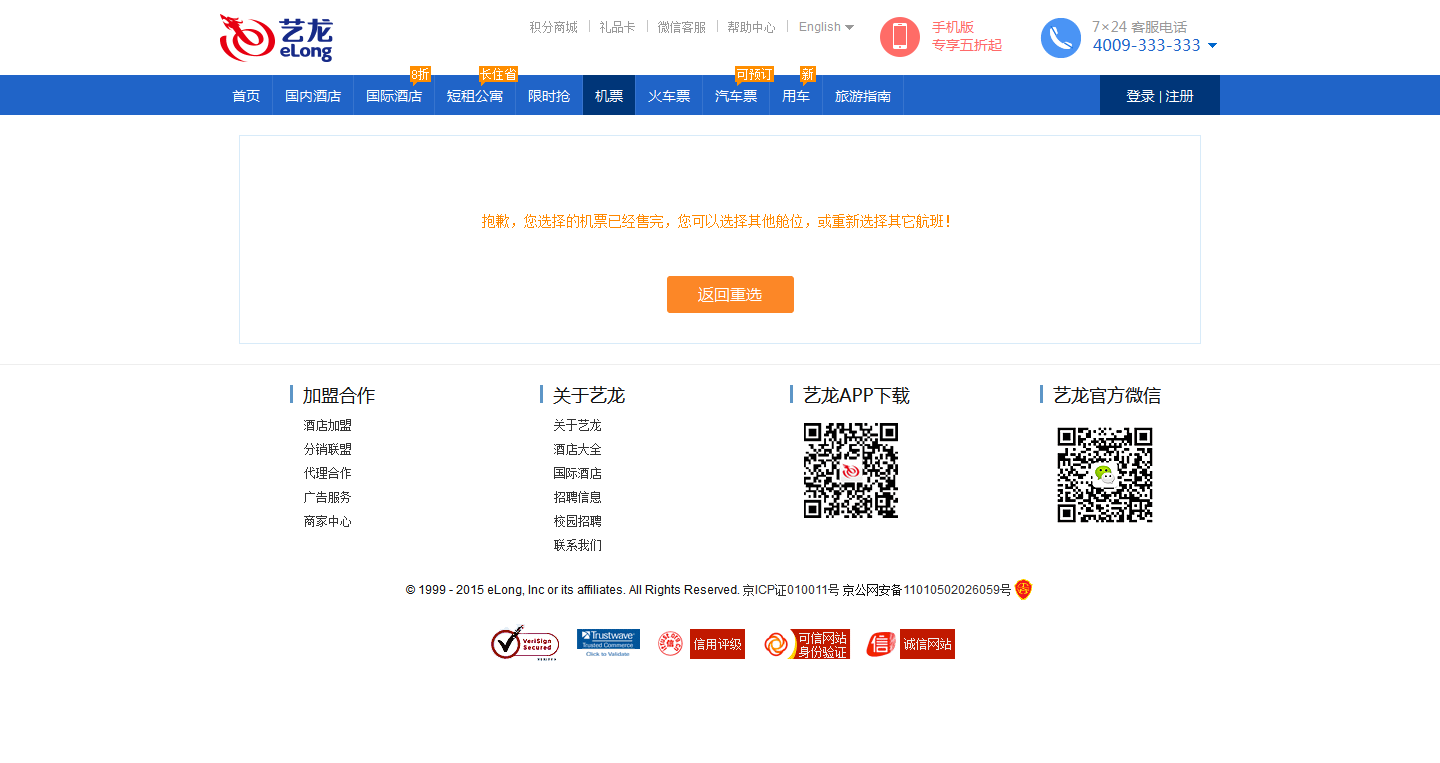 艺龙
eLong
积分商城
礼品卡
微信客服
帮助中心
English
手机版
专享五折起
7×24 客服电话
4009-333-333
8折
长住省
可预订
新
首页
国内酒店
国际酒店
短租公寓
限时抢
机票
火车票
汽车票
用车
旅游指南
登录 | 注册
抱歉，您选择的机票已经售完，您可以选择其他舱位，或重新选择其它航班！
返回重选
加盟合作
酒店加盟
分销联盟
代理合作
广告服务
商家中心
关于艺龙
关于艺龙
酒店大全
国际酒店
招聘信息
校园招聘
联系我们
艺龙APP下载
艺龙官方微信
© 1999 - 2015 eLong, Inc or its affiliates. All Rights Reserved. 京ICP证010011号 京公网安备11010502026059号
VeriSign
Secured
Trustwave
Trusted Commerce
Click to Validate
信用评级
可信网站
身份验证
信
诚信网站